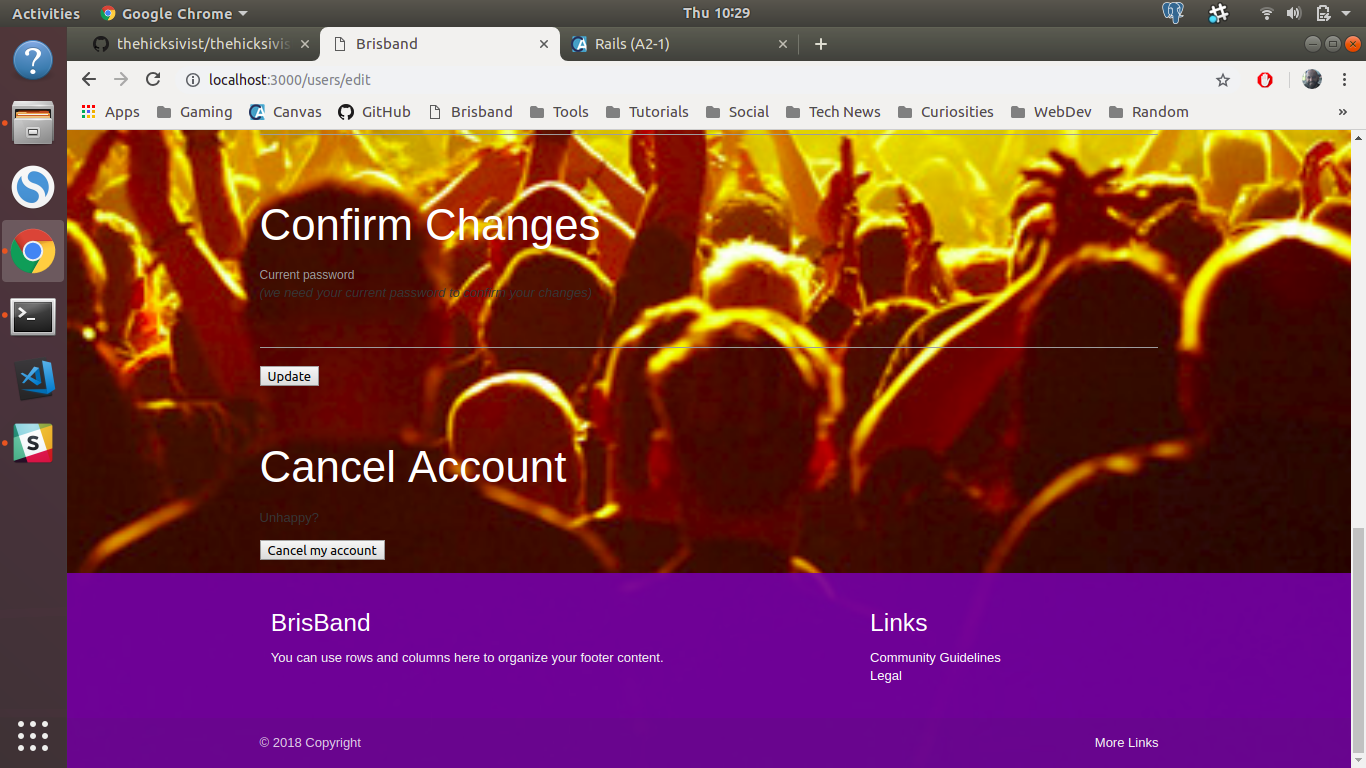 Activities Google Chrome Thu 10:29
thehicksivist/thehicksivis Brisband Rails (A2-1)
localhost:3000/users/edit
Apps Gaming Canvas GitHub Brisband Tools Tutorials Social Tech News Curiosities WebDev Random »
Confirm Changes
Current password
(we need your current password to confirm your changes)
Update
Cancel Account
Unhappy?
Cancel my account
BrisBand Links
You can use rows and columns here to organize your footer content. Community Guidelines
Legal
© 2018 Copyright More Links